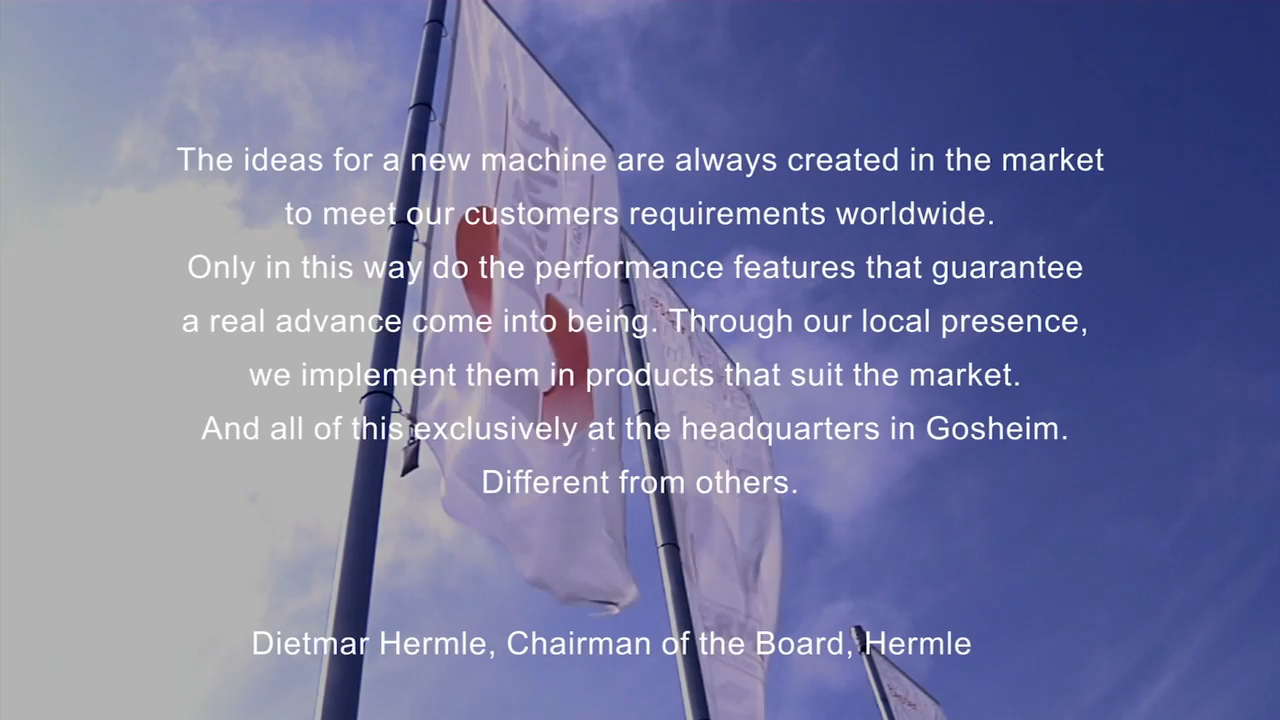 The ideas for a new machine are always created in the market
to meet our customers requirements worldwide.
Only in this way do the performance features that guarantee
a real advance come into being. Through our local presence,
we implement them in products that suit the market.
And all of this exclusively at the headquarters in Gosheim.
Different from others.
Dietmar Hermle, Chairman of the Board, Hermle